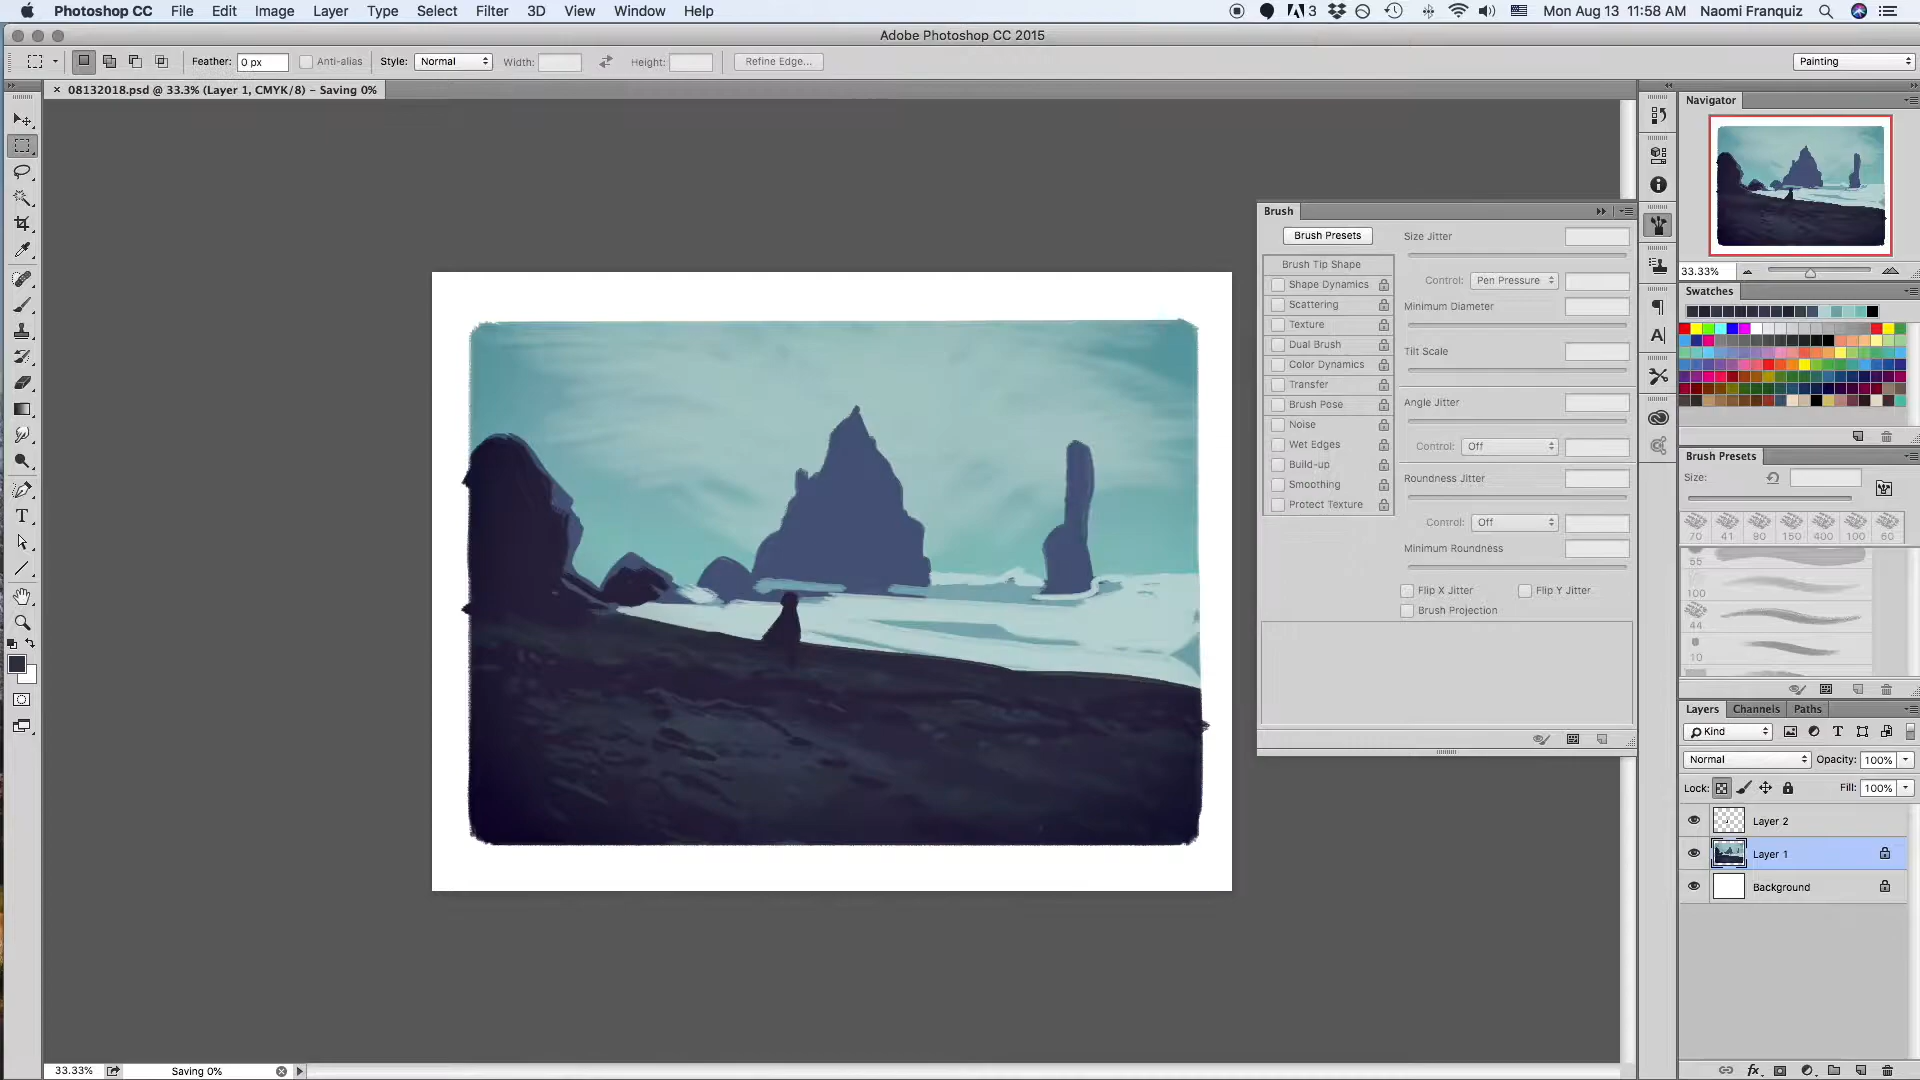 Photoshop CC File Edit Image Layer Type Select Filter 3D View Window Help 3 Mon Aug 13 11:58 AM Naomi Franquiz
Adobe Photoshop CC 2015
Feather: 0 px Anti-alias Style: Normal Width: Height: Refine Edge... Painting
× 08132018.psd @ 33.3% (Layer 1, CMYK/8) – Saving 0%
Navigator
33.33%
Swatches
Brush
Brush Presets
Brush Tip Shape
Shape Dynamics
Scattering
Texture
Dual Brush
Color Dynamics
Transfer
Brush Pose
Noise
Wet Edges
Build-up
Smoothing
Protect Texture
Size Jitter
Control: Pen Pressure
Minimum Diameter
Tilt Scale
Angle Jitter
Control: Off
Roundness Jitter
Control: Off
Minimum Roundness
Flip X Jitter Flip Y Jitter
Brush Projection
Brush Presets
Size:
70 41 90 150 400 100 60
55
100
44
10
Layers Channels Paths
Kind
Normal Opacity: 100%
Lock: Fill: 100%
Layer 2
Layer 1
Background
33.33% Saving 0%